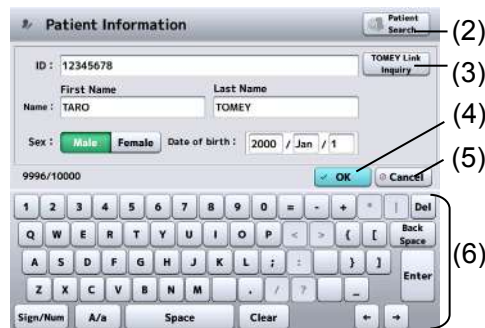 Patient Information
Patient
Search
(2)
ID : 12345678
TOMEY Link
Inquiry
(3)
First Name Last Name
Name : TARO TOMEY
(4)
Sex : Male Female Date of birth : 2000 / Jan / 1
(5)
9996/10000 OK Cancel
1 2 3 4 5 6 7 8 9 0 = - + * | Del
Q W E R T Y U I O P < > { [ Back
Space
(6)
A S D F G H J K L ; : } ] Enter
Z X C V B N M . / ? _
Sign/Num A/a Space Clear ← →